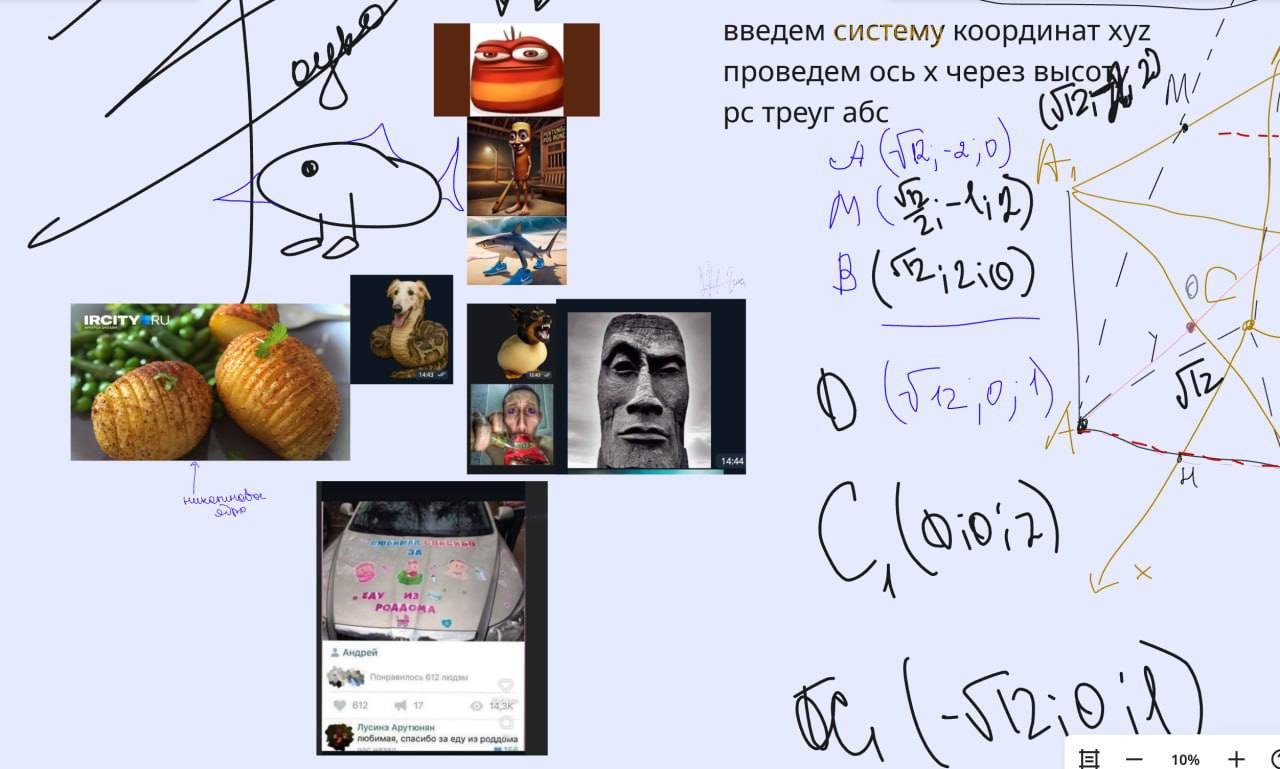 введем систему координат xyz
проведем ось х через высоту
рс треуг абс
A (√12; -2; 0)
M (√12/2; -1; 2)
B (√12; 2; 0)
O (√12; 0; 1)
C₁ (0; 0; 2)
OC₁ (-√12; 0; 1)
M
A₁
O
C
y
√12
A
H
x
IRCITY.RU
14:43
14:44
ЛЮБИМАЯ СПАСИБО
ЗА
ЕДУ ИЗ
РОДДОМА
Андрей
Понравилось 612 людям
612
17
14,3K
Лусинэ Арутюнян
любимая, спасибо за еду из роддома
10%